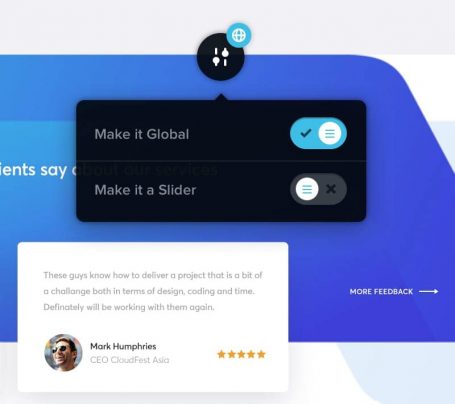 Make it Global
ients say about our services
Make it a Slider
These guys know how to deliver a project that is a bit of
a challange both in terms of design, coding and time.
Definately will be working with them again.
MORE FEEDBACK
Mark Humphries
CEO CloudFest Asia